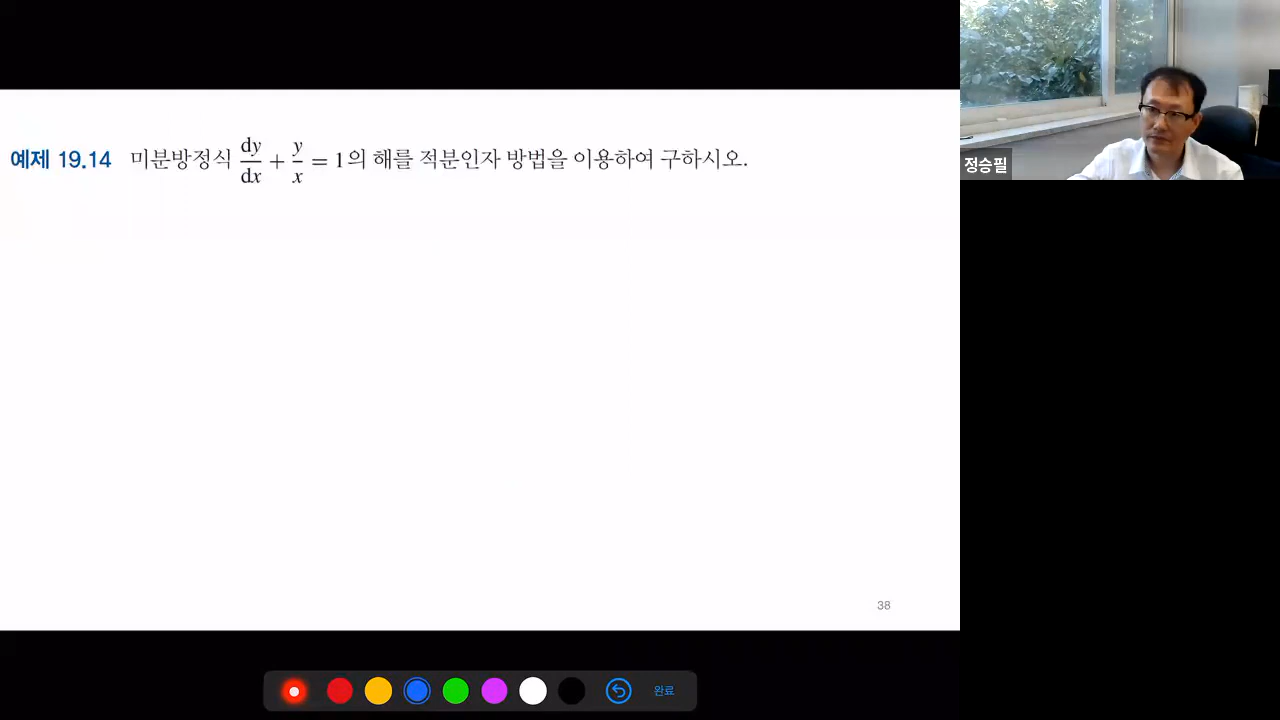 예제 19.14 미분방정식 dy/dx + y/x = 1의 해를 적분인자 방법을 이용하여 구하시오.
정승필
38
완료